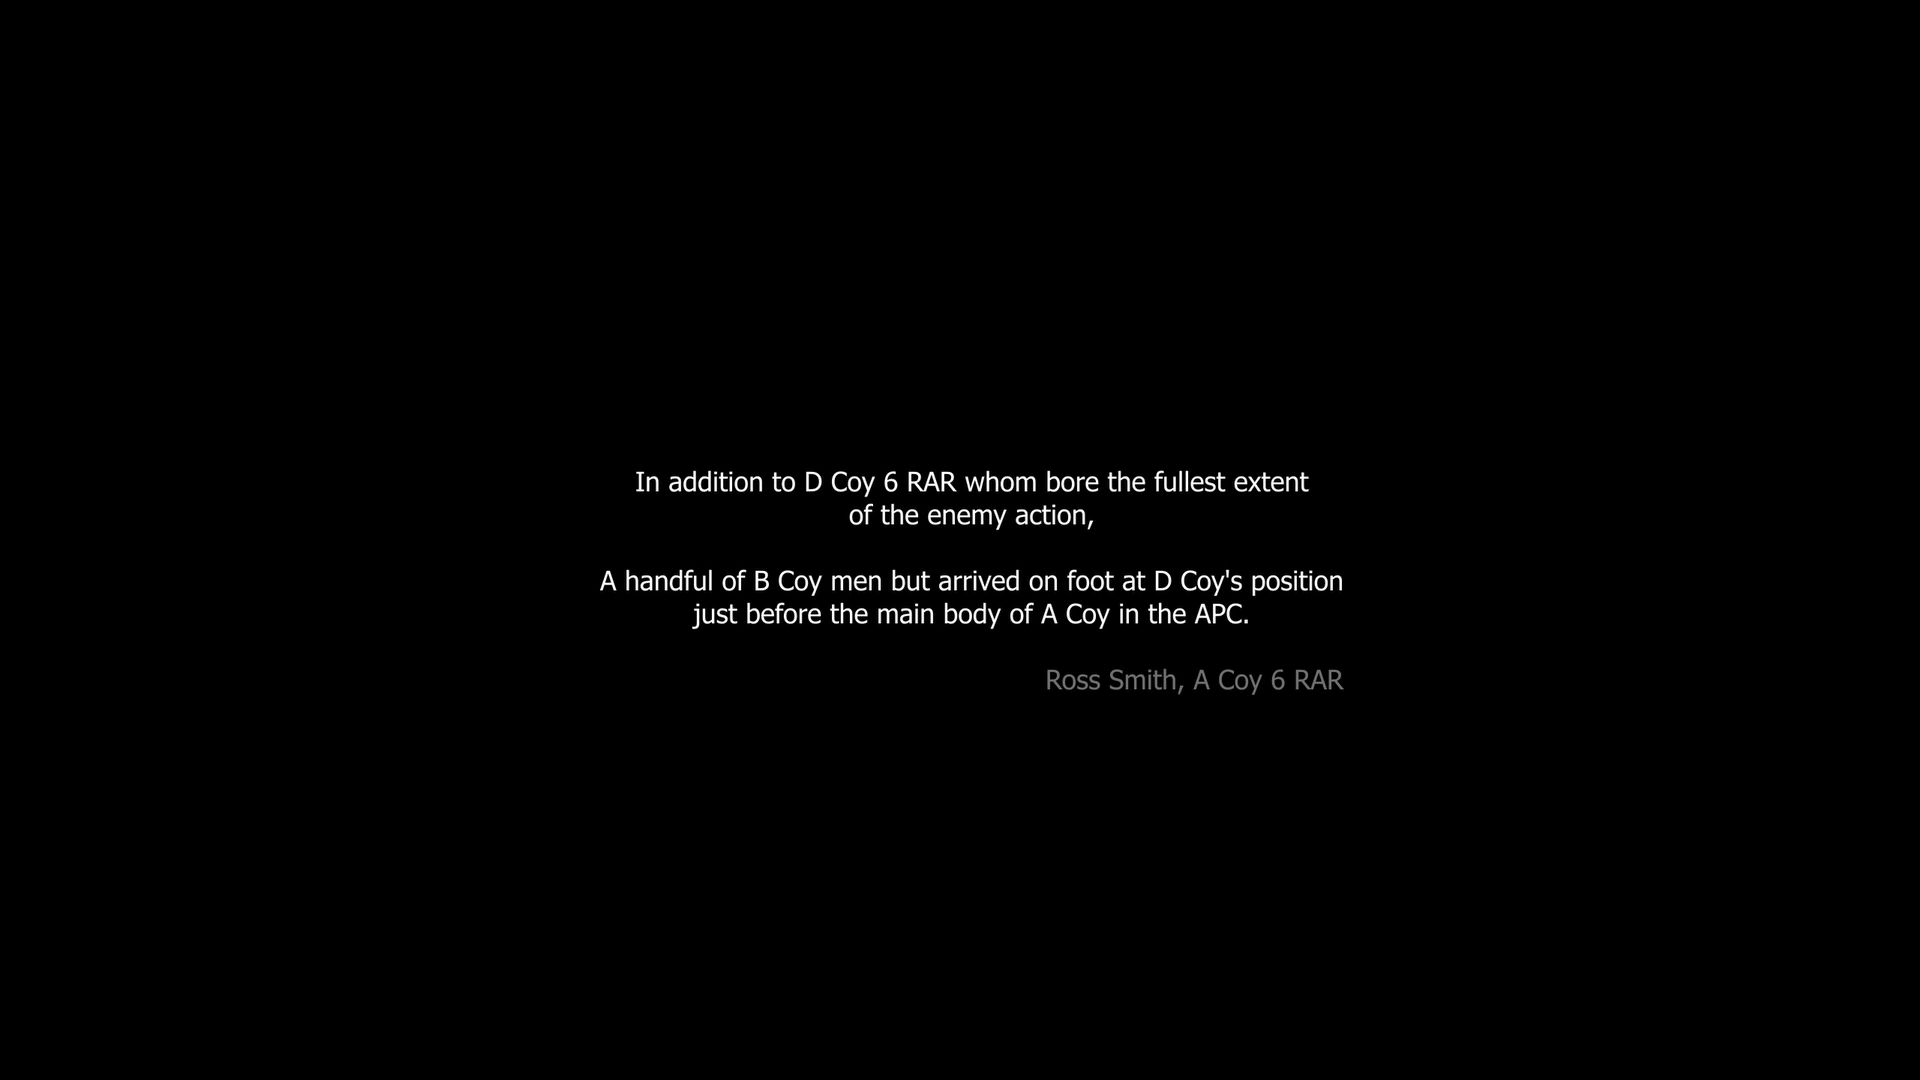 In addition to D Coy 6 RAR whom bore the fullest extent
of the enemy action,
A handful of B Coy men but arrived on foot at D Coy's position
just before the main body of A Coy in the APC.
Ross Smith, A Coy 6 RAR